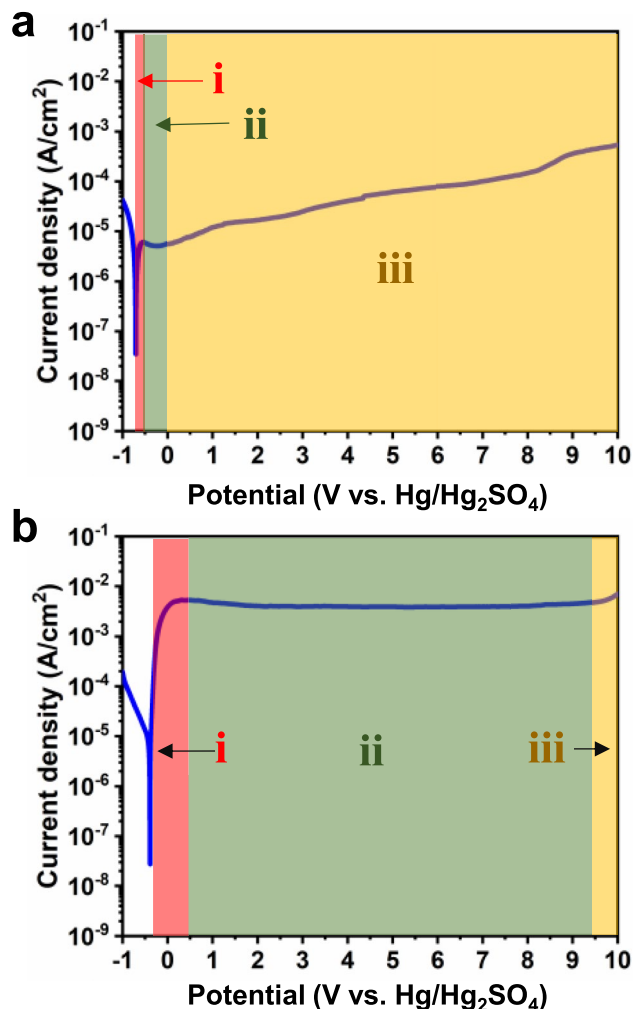 a
10⁻¹
10⁻²
10⁻³
10⁻⁴
10⁻⁵
10⁻⁶
10⁻⁷
10⁻⁸
10⁻⁹
Current density (A/cm²)
i
ii
iii
-1 0 1 2 3 4 5 6 7 8 9 10
Potential (V vs. Hg/Hg₂SO₄)
b
10⁻¹
10⁻²
10⁻³
10⁻⁴
10⁻⁵
10⁻⁶
10⁻⁷
10⁻⁸
10⁻⁹
Current density (A/cm²)
i
ii
iii
-1 0 1 2 3 4 5 6 7 8 9 10
Potential (V vs. Hg/Hg₂SO₄)